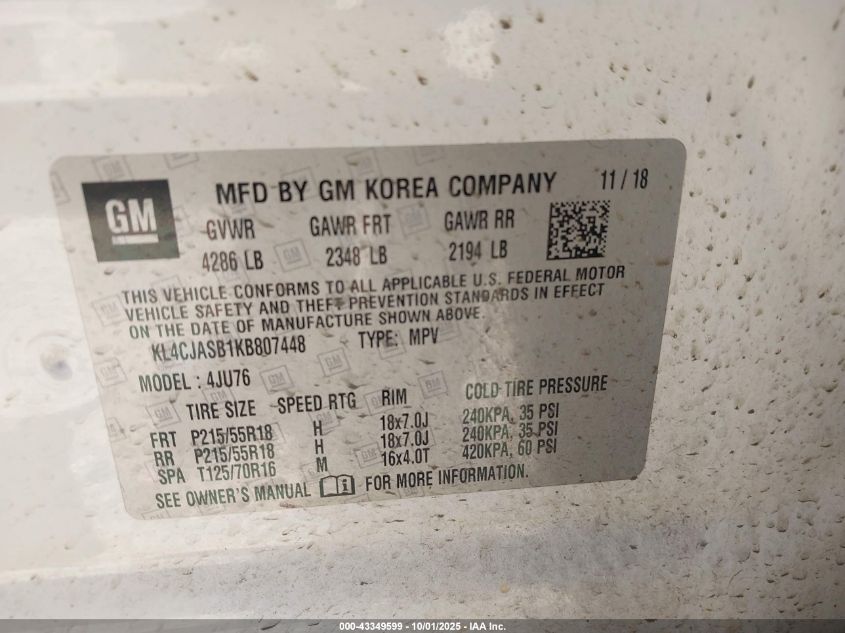 GM
MFD BY GM KOREA COMPANY 11 / 18
GVWR GAWR FRT GAWR RR
4286 LB 2348 LB 2194 LB
THIS VEHICLE CONFORMS TO ALL APPLICABLE U.S. FEDERAL MOTOR
VEHICLE SAFETY AND THEFT PREVENTION STANDARDS IN EFFECT
ON THE DATE OF MANUFACTURE SHOWN ABOVE.
KL4CJASB1KB807448 TYPE: MPV
MODEL : 4JU76
TIRE SIZE SPEED RTG RIM COLD TIRE PRESSURE
FRT P215/55R18 H 18x7.0J 240KPA, 35 PSI
RR P215/55R18 H 18x7.0J 240KPA, 35 PSI
SPA T125/70R16 M 16x4.0T 420KPA, 60 PSI
SEE OWNER'S MANUAL FOR MORE INFORMATION.
000-43349599 - 10/01/2025 - IAA Inc.